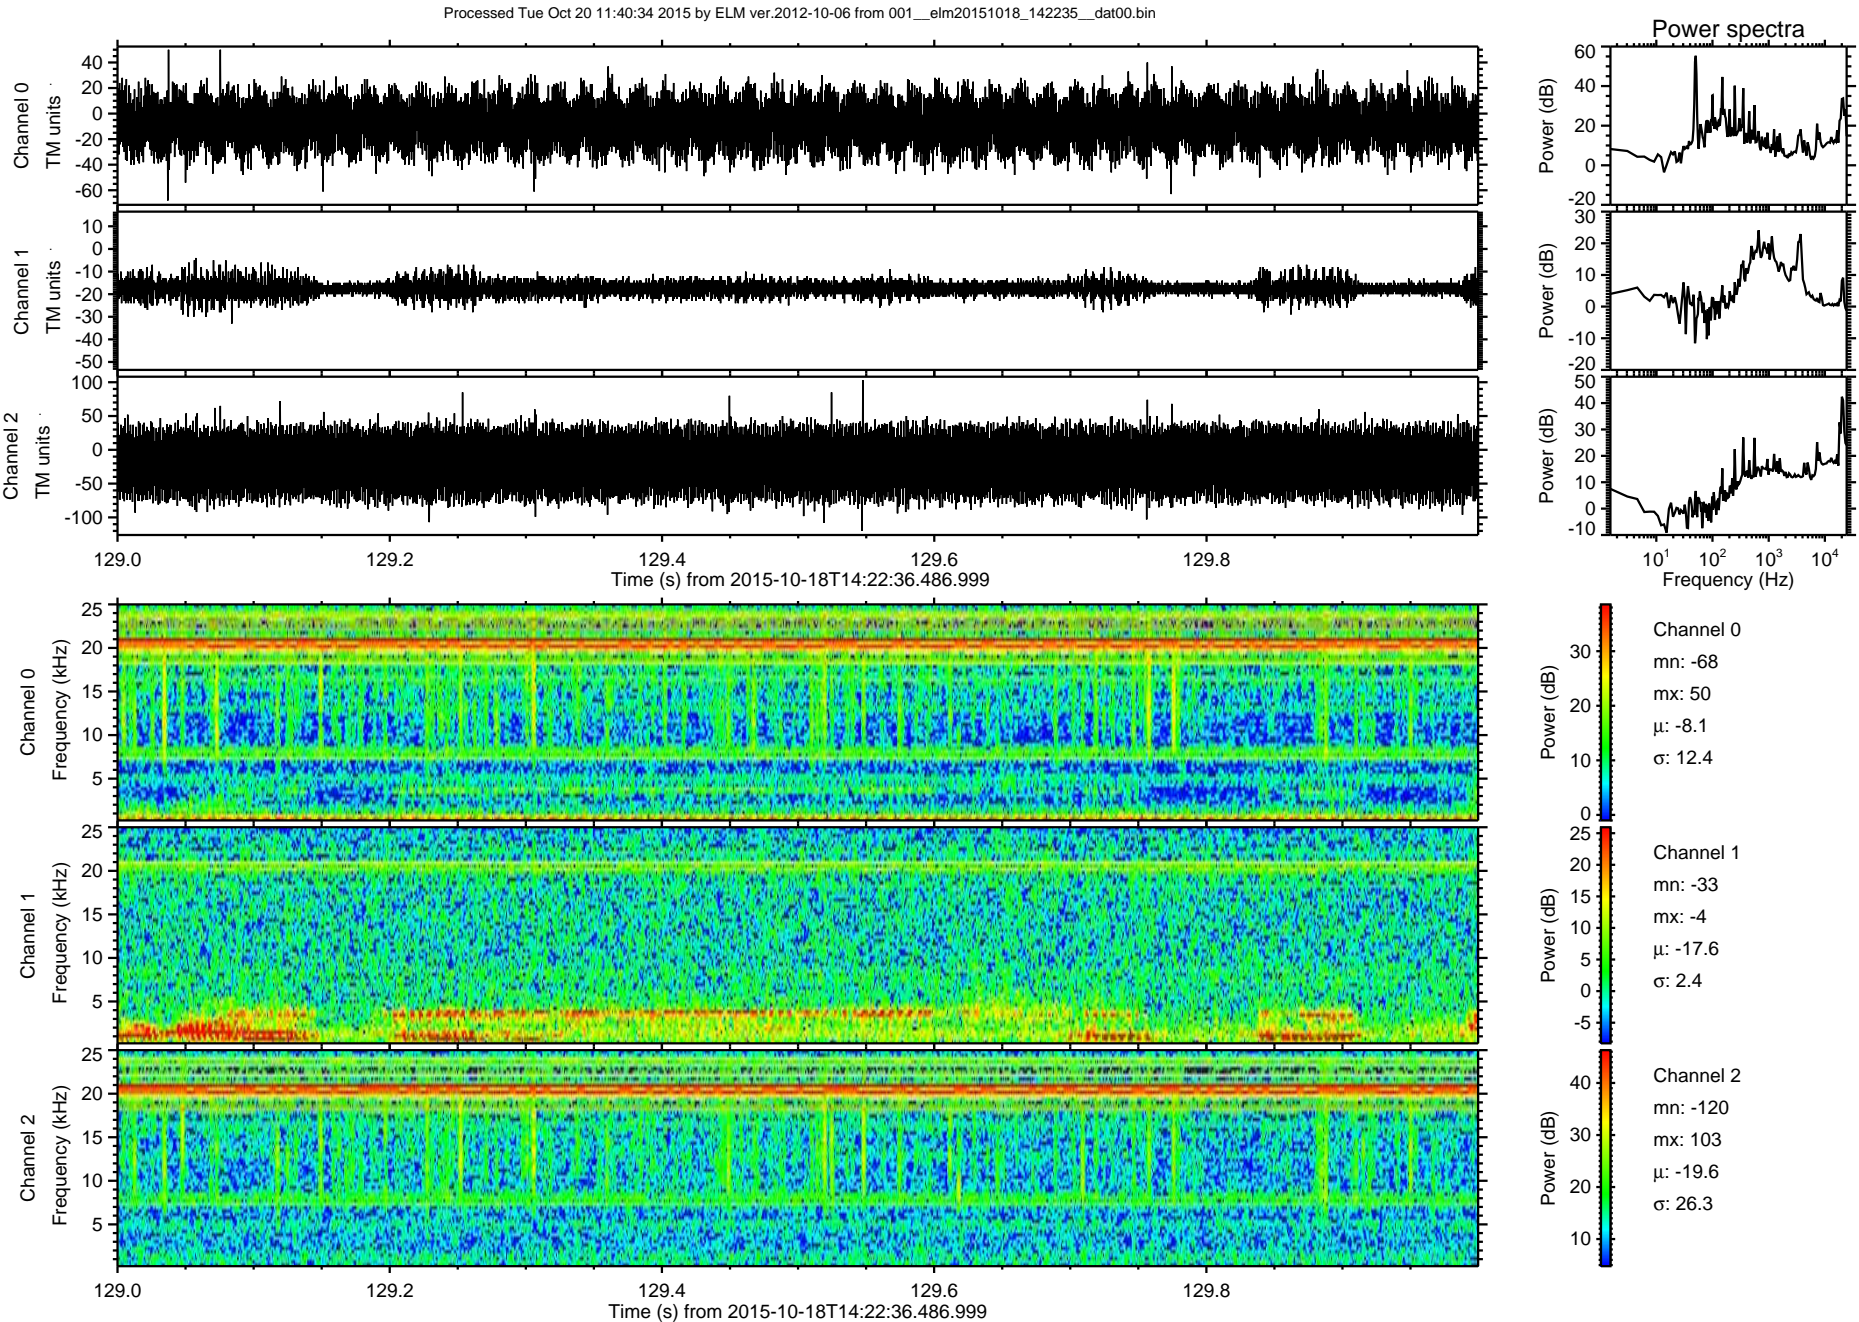 Processed Tue Oct 20 11:40:34 2015 by ELM ver.2012-10-06 from 001__elm20151018_142235__dat00.bin
Power spectra
Channel 0
TM units
40
20
0
-20
-40
-60
Power (dB)
60
40
20
0
-20
Channel 1
TM units
10
0
-10
-20
-30
-40
-50
Power (dB)
30
20
10
0
-10
-20
Channel 2
TM units
100
50
0
-50
-100
Power (dB)
50
40
30
20
10
0
-10
129.0 129.2 129.4 129.6 129.8
Time (s) from 2015-10-18T14:22:36.486.999
10^1 10^2 10^3 10^4
Frequency (Hz)
Channel 0
Frequency (kHz)
25
20
15
10
5
Power (dB)
30
20
10
0
Channel 0
mn: -68
mx: 50
μ: -8.1
σ: 12.4
Channel 1
Frequency (kHz)
25
20
15
10
5
Power (dB)
25
20
15
10
5
0
-5
Channel 1
mn: -33
mx: -4
μ: -17.6
σ: 2.4
Channel 2
Frequency (kHz)
25
20
15
10
5
Power (dB)
40
30
20
10
Channel 2
mn: -120
mx: 103
μ: -19.6
σ: 26.3
129.0 129.2 129.4 129.6 129.8
Time (s) from 2015-10-18T14:22:36.486.999